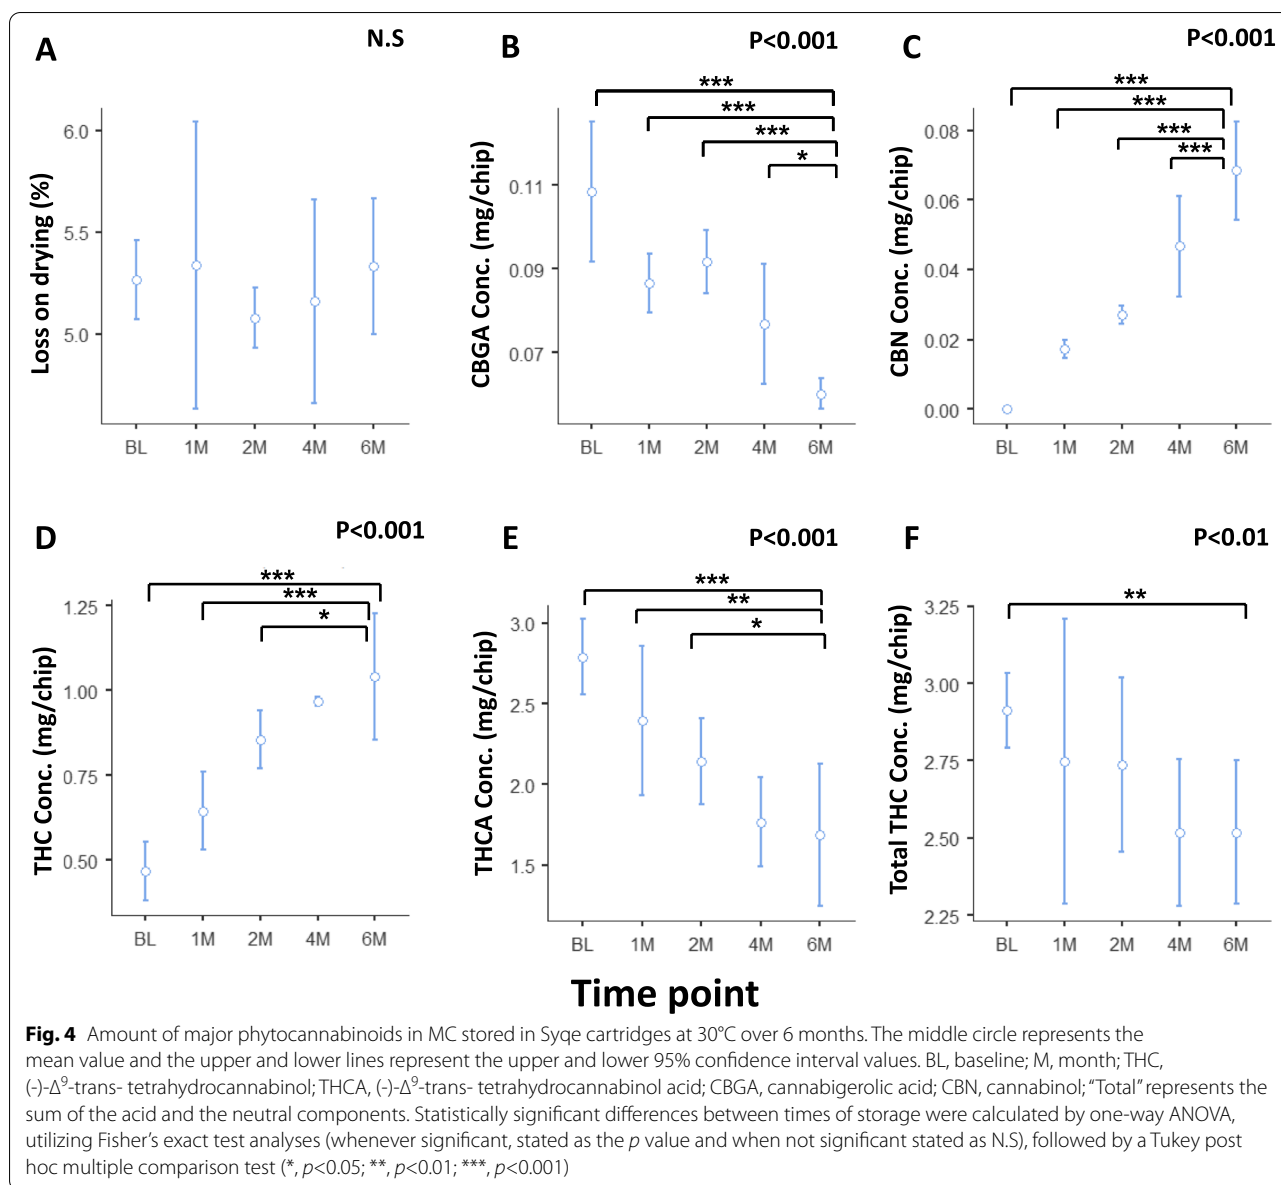 A
N.S
Loss on drying (%)
6.0
5.5
5.0
BL 1M 2M 4M 6M
B
P<0.001
***
***
***
*
CBGA Conc. (mg/chip)
0.11
0.09
0.07
BL 1M 2M 4M 6M
C
P<0.001
***
***
***
***
CBN Conc. (mg/chip)
0.08
0.06
0.04
0.02
0.00
BL 1M 2M 4M 6M
D
P<0.001
***
***
*
THC Conc. (mg/chip)
1.25
1.00
0.75
0.50
BL 1M 2M 4M 6M
E
P<0.001
***
**
*
THCA Conc. (mg/chip)
3.0
2.5
2.0
1.5
BL 1M 2M 4M 6M
F
P<0.01
**
Total THC Conc. (mg/chip)
3.25
3.00
2.75
2.50
2.25
BL 1M 2M 4M 6M
Time point
Fig. 4 Amount of major phytocannabinoids in MC stored in Syqe cartridges at 30°C over 6 months. The middle circle represents the
mean value and the upper and lower lines represent the upper and lower 95% confidence interval values. BL, baseline; M, month; THC,
(-)-Δ⁹-trans- tetrahydrocannabinol; THCA, (-)-Δ⁹-trans- tetrahydrocannabinol acid; CBGA, cannabigerolic acid; CBN, cannabinol; “Total” represents the
sum of the acid and the neutral components. Statistically significant differences between times of storage were calculated by one-way ANOVA,
utilizing Fisher’s exact test analyses (whenever significant, stated as the p value and when not significant stated as N.S), followed by a Tukey post
hoc multiple comparison test (*, p<0.05; **, p<0.01; ***, p<0.001)